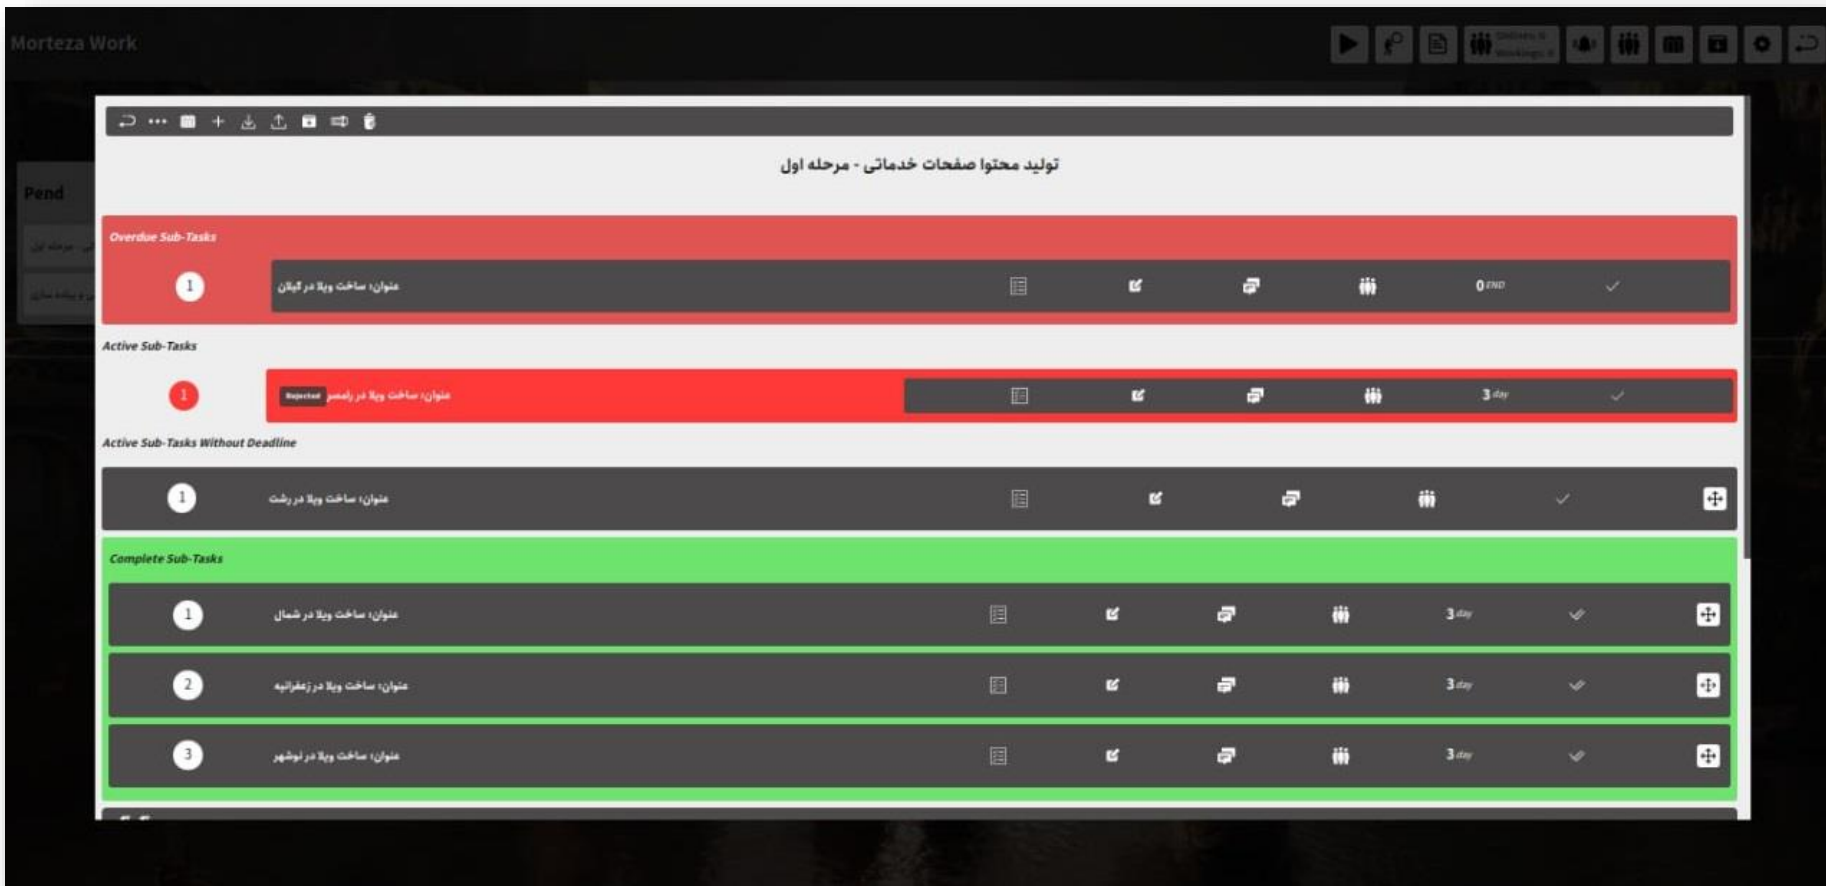 Morteza Work
تولید محتوا صفحات خدماتی - مرحله اول
Pend
Overdue Sub-Tasks
1 عنوان: ساخت ویلا در گیلان 0 END
Active Sub-Tasks
1 Rejected عنوان: ساخت ویلا در رامسر 3 day
Active Sub-Tasks Without Deadline
1 عنوان: ساخت ویلا در رشت
Complete Sub-Tasks
1 عنوان: ساخت ویلا در شمال 3 day
2 عنوان: ساخت ویلا در زعفرانیه 3 day
3 عنوان: ساخت ویلا در نوشهر 3 day